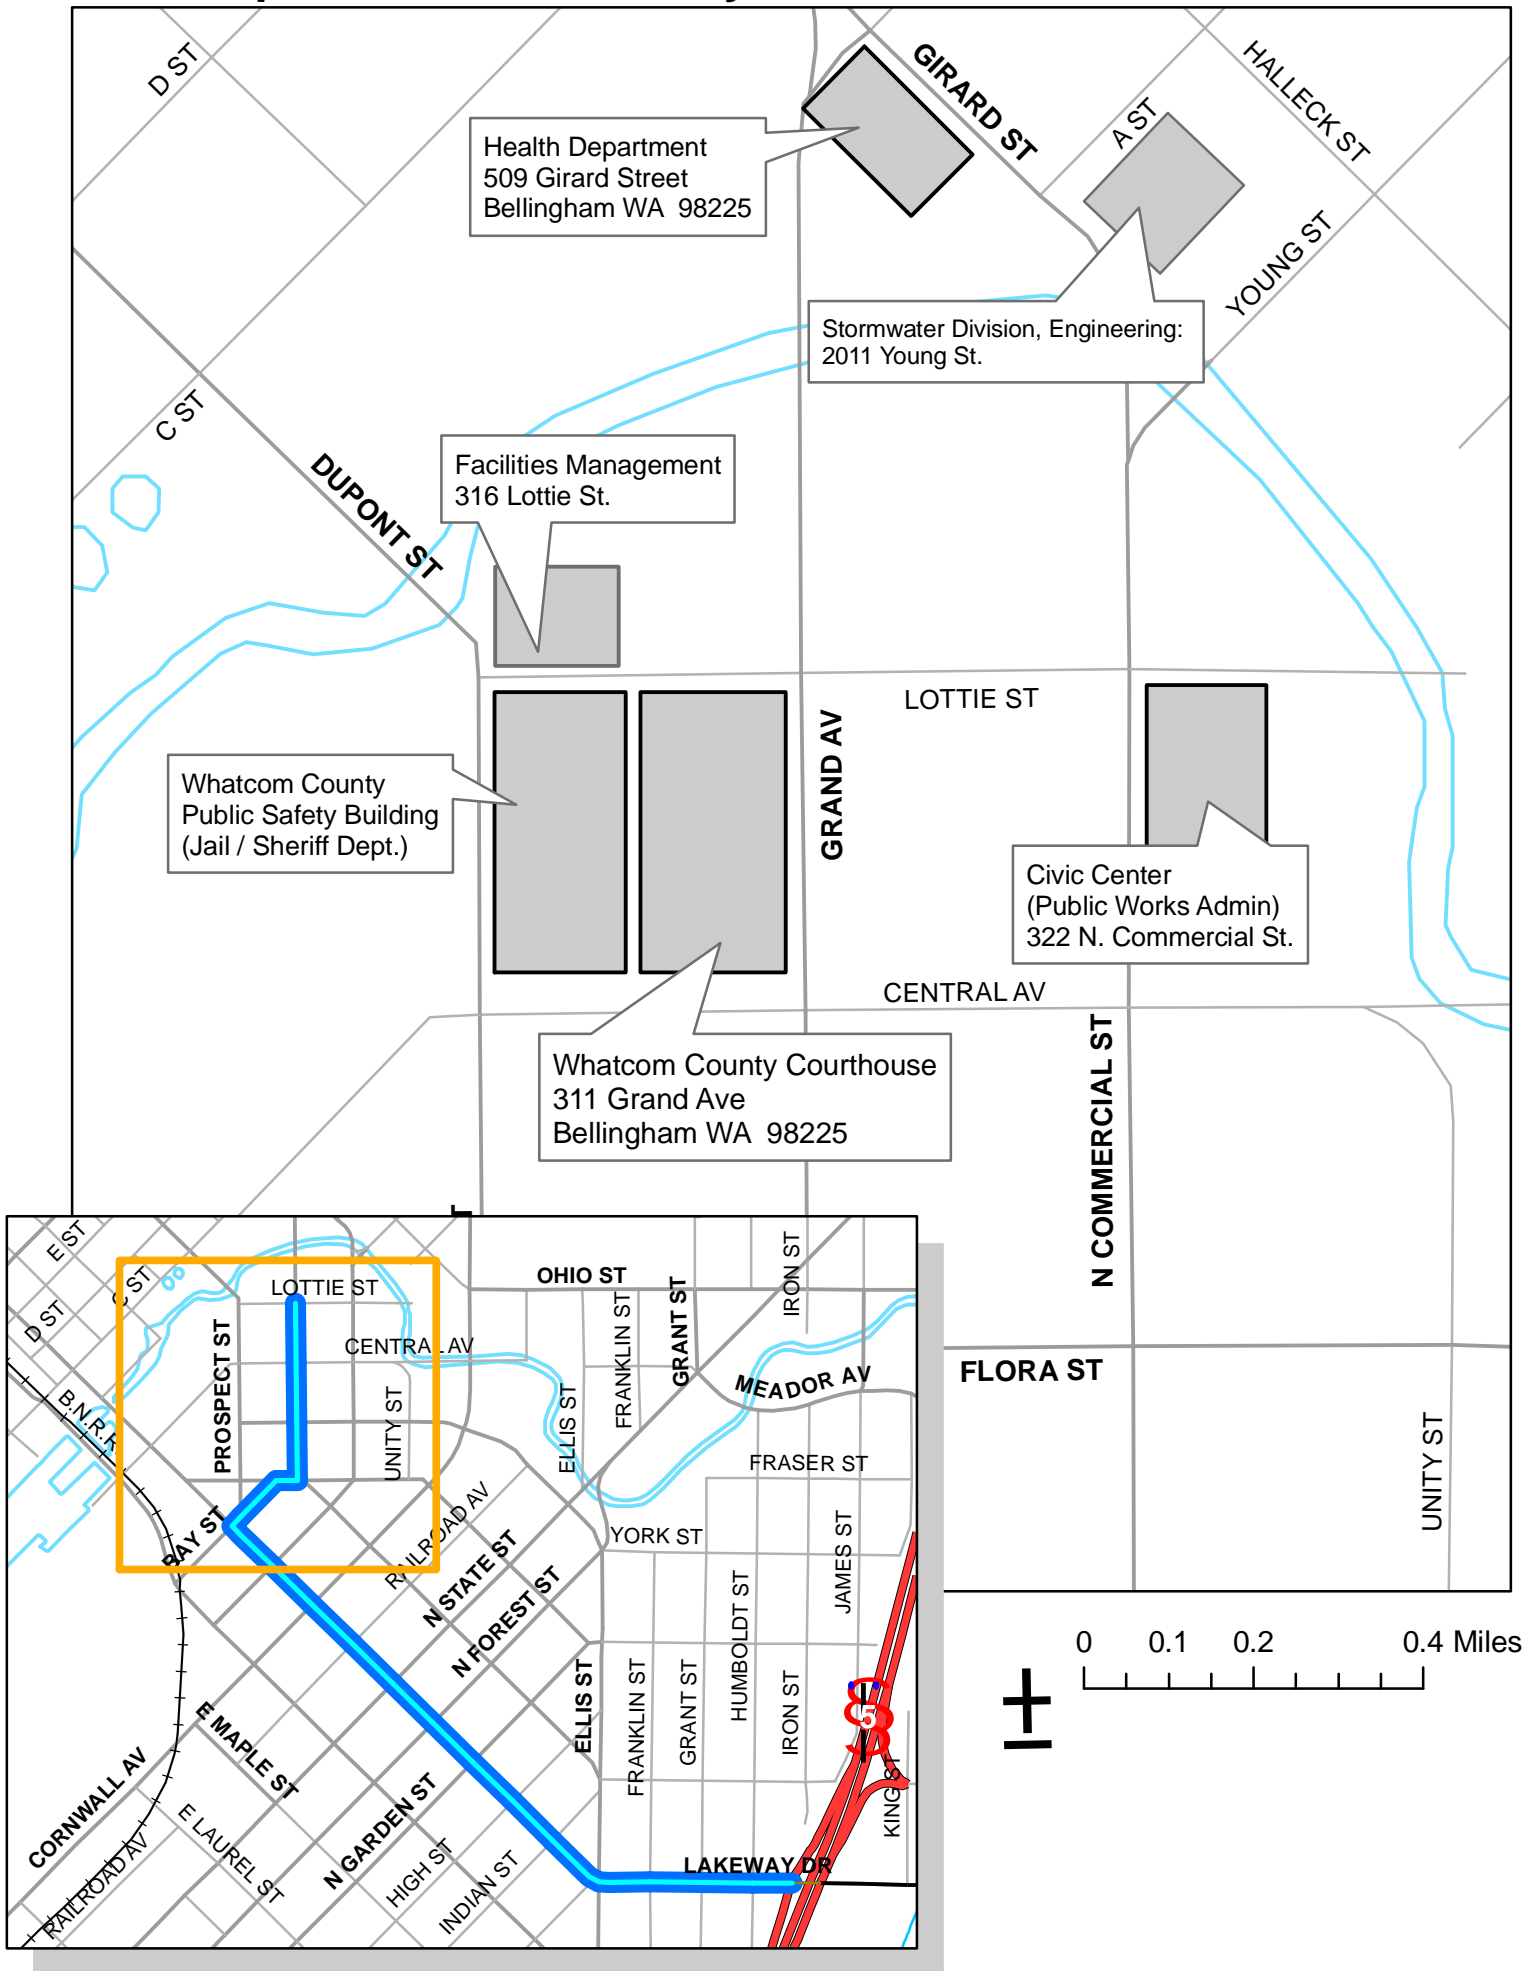 D ST
GIRARD ST
HALLECK ST
A ST
Health Department
509 Girard Street
Bellingham WA  98225
YOUNG ST
Stormwater Division, Engineering:
2011 Young St.
C ST
DUPONT ST
Facilities Management
316 Lottie St.
LOTTIE ST
GRAND AV
Whatcom County
Public Safety Building
(Jail / Sheriff Dept.)
Civic Center
(Public Works Admin)
322 N. Commercial St.
CENTRAL AV
Whatcom County Courthouse
311 Grand Ave
Bellingham WA  98225
N COMMERCIAL ST
FLORA ST
UNITY ST
0 0.1 0.2 0.4 Miles
E ST
C ST
D ST
LOTTIE ST
OHIO ST
IRON ST
FRANKLIN ST
GRANT ST
PROSPECT ST
CENTRAL AV
MEADOR AV
B.N.R.R.
UNITY ST
ELLIS ST
FRASER ST
RAILROAD AV
BAY ST
N STATE ST
YORK ST
JAMES ST
N FOREST ST
HUMBOLDT ST
ELLIS ST
FRANKLIN ST
GRANT ST
IRON ST
5
KING ST
E MAPLE ST
CORNWALL AV
N GARDEN ST
E LAUREL ST
HIGH ST
INDIAN ST
RAILROAD AV
LAKEWAY DR